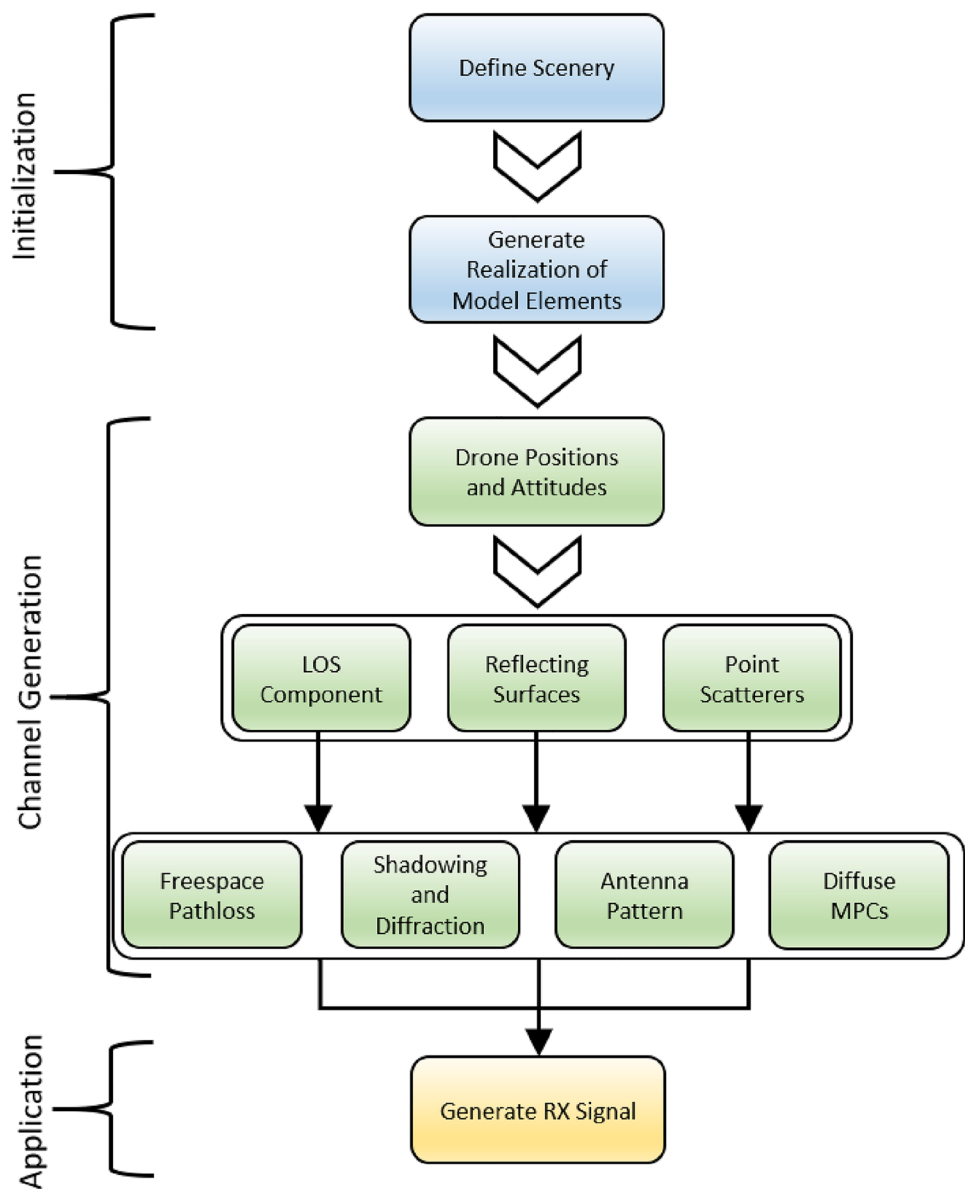 Initialization
Define Scenery
Generate
Realization of
Model Elements
Channel Generation
Drone Positions
and Attitudes
LOS
Component
Reflecting
Surfaces
Point
Scatterers
Freespace
Pathloss
Shadowing
and
Diffraction
Antenna
Pattern
Diffuse
MPCs
Application
Generate RX Signal